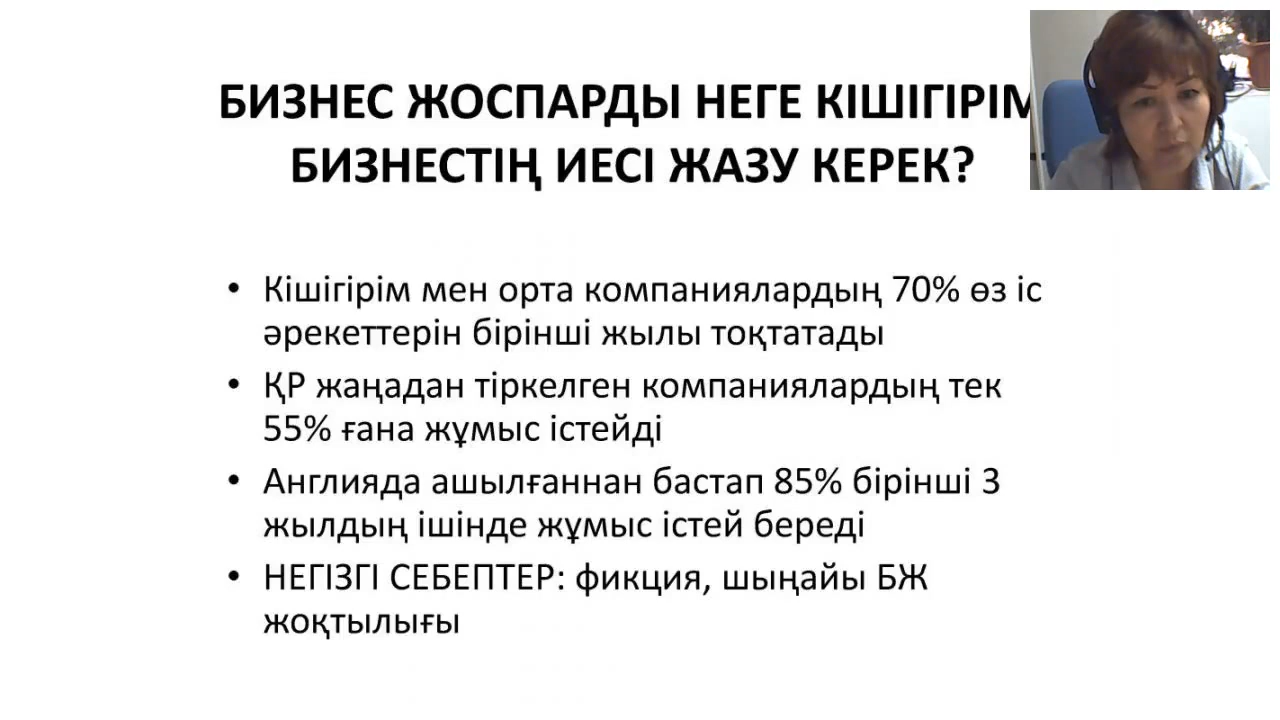 БИЗНЕС ЖОСПАРДЫ НЕГЕ КІШІГІРІМ
БИЗНЕСТІҢ ИЕСІ ЖАЗУ КЕРЕК?
• Кішігірім мен орта компаниялардың 70% өз іс
әрекеттерін бірінші жылы тоқтатады
• ҚР жаңадан тіркелген компаниялардың тек
55% ғана жұмыс істейді
• Англияда ашылғаннан бастап 85% бірінші 3
жылдың ішінде жұмыс істей береді
• НЕГІЗГІ СЕБЕПТЕР: фикция, шыңайы БЖ
жоқтылығы